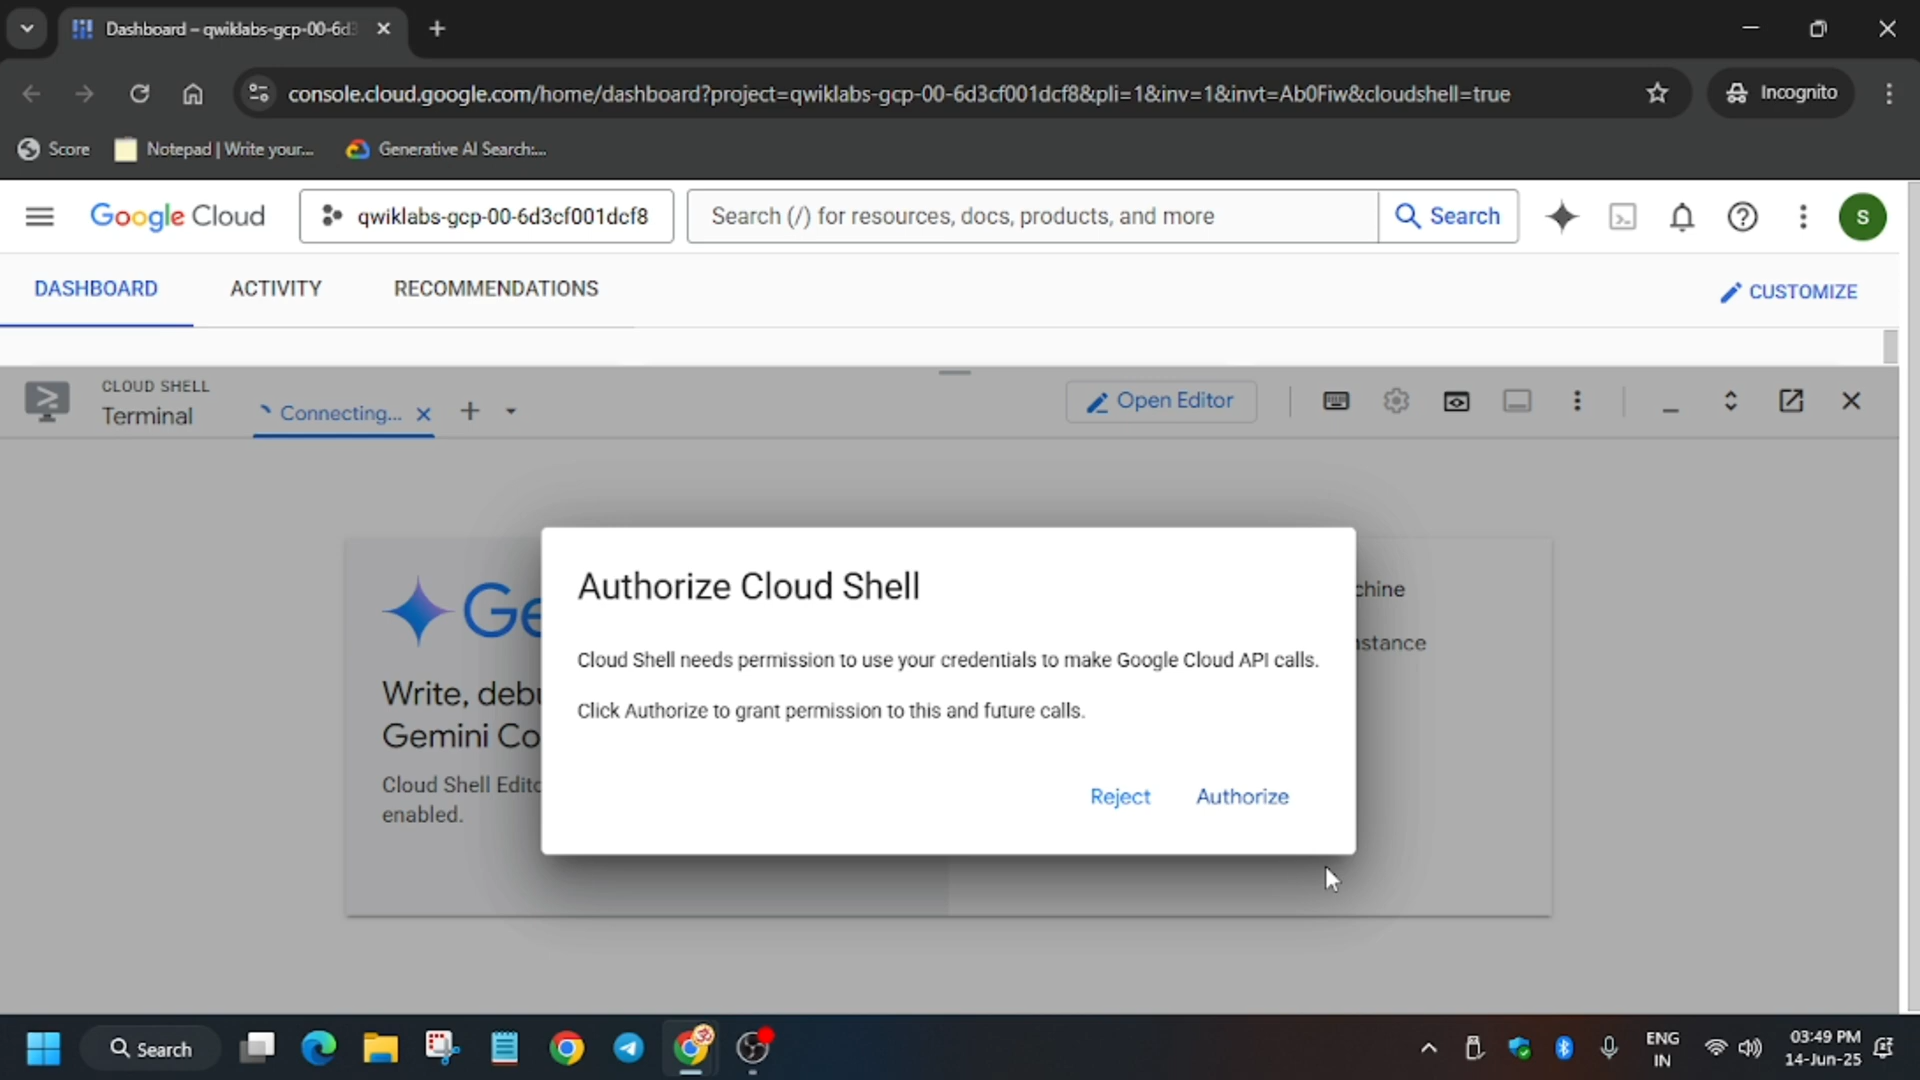 Dashboard – qwiklabs-gcp-00-6d3
console.cloud.google.com/home/dashboard?project=qwiklabs-gcp-00-6d3cf001dcf8&pli=1&inv=1&invt=Ab0Fiw&cloudshell=true
Incognito
Score
Notepad | Write your...
Generative AI Search:...
Google Cloud
qwiklabs-gcp-00-6d3cf001dcf8
Search (/) for resources, docs, products, and more
Search
S
DASHBOARD
ACTIVITY
RECOMMENDATIONS
CUSTOMIZE
CLOUD SHELL
Terminal
Connecting...
Open Editor
Ge
Write, debu
Gemini Co
Cloud Shell Edito
enabled.
chine
stance
Authorize Cloud Shell
Cloud Shell needs permission to use your credentials to make Google Cloud API calls.
Click Authorize to grant permission to this and future calls.
Reject
Authorize
Search
ENG
IN
03:49 PM
14-Jun-25